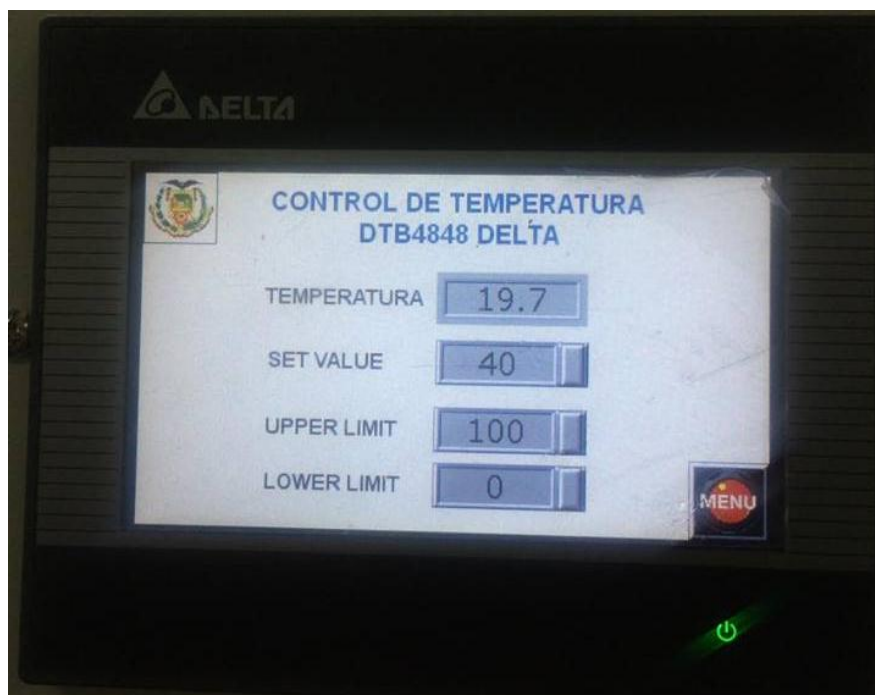 DELTA
CONTROL DE TEMPERATURA
DTB4848 DELTA
TEMPERATURA 19.7
SET VALUE 40
UPPER LIMIT 100
LOWER LIMIT 0
MENU